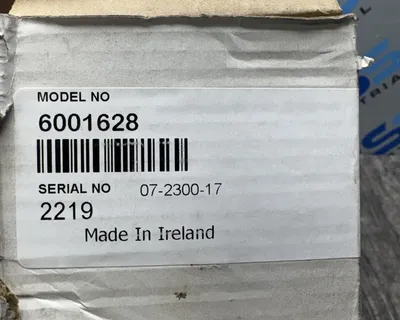 MODEL NO
6001628
SERIAL NO 07-2300-17
2219
Made In Ireland